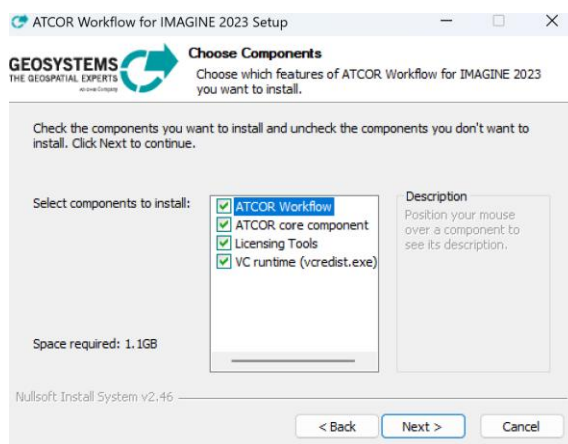 ATCOR Workflow for IMAGINE 2023 Setup
GEOSYSTEMS
THE GEOSPATIAL EXPERTS
Choose Components
Choose which features of ATCOR Workflow for IMAGINE 2023
you want to install.
Check the components you want to install and uncheck the components you don't want to
install. Click Next to continue.
Select components to install:
ATCOR Workflow
ATCOR core component
Licensing Tools
VC runtime (vcredist.exe)
Description
Position your mouse
over a component to
see its description.
Space required: 1.1GB
Nullsoft Install System v2.46
< Back
Next >
Cancel